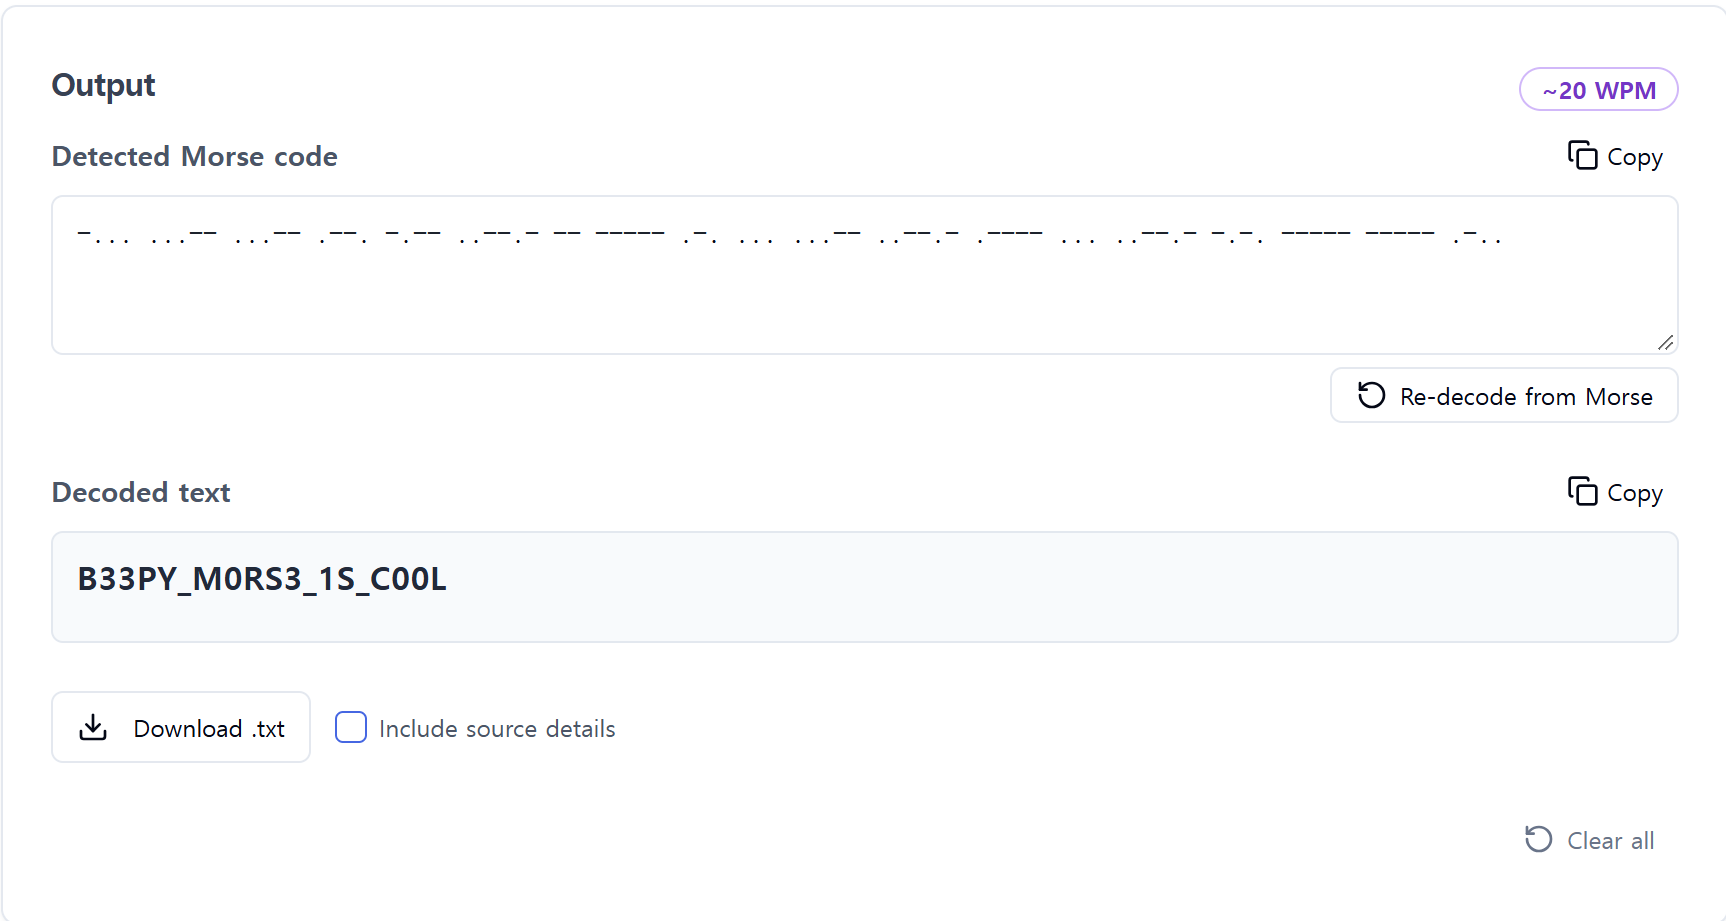 Output
~20 WPM
Detected Morse code
Copy
-... ...-- ...-- .--. -.-- ..--.- -- ----- .-. ... ...-- ..--.- .---- ... ..--.- -.-. ----- ----- .-..
Re-decode from Morse
Decoded text
Copy
B33PY_M0RS3_1S_C00L
Download .txt
Include source details
Clear all